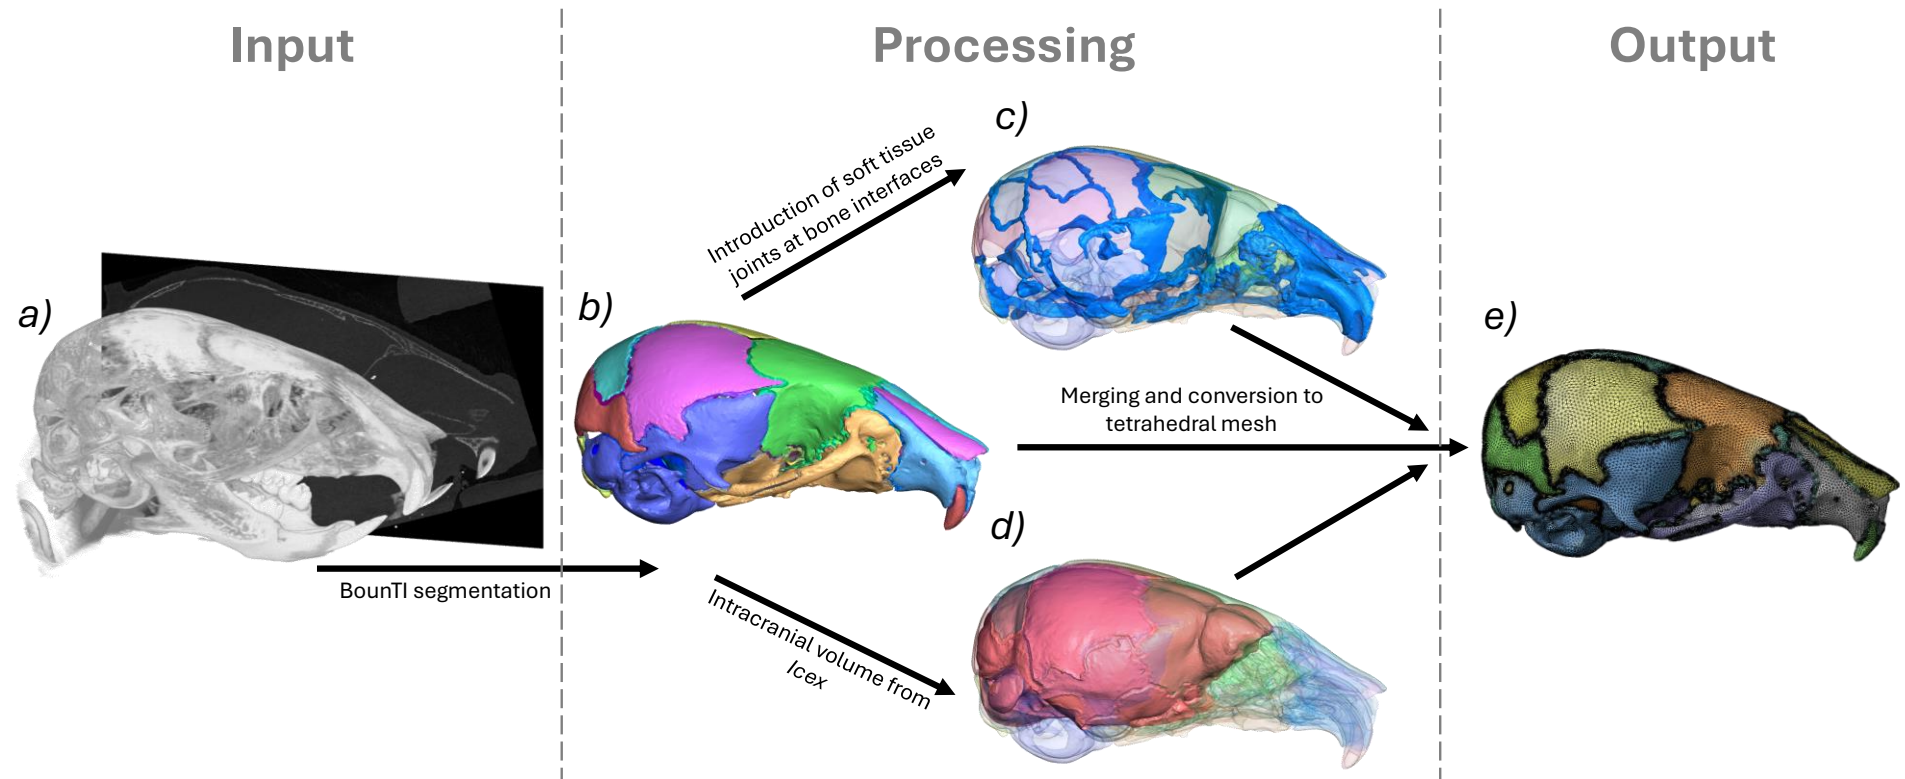 Input
Processing
Output
a)
BounTI segmentation
b)
Introduction of soft tissue
joints at bone interfaces
c)
Intracranial volume from
Icex
d)
Merging and conversion to
tetrahedral mesh
e)